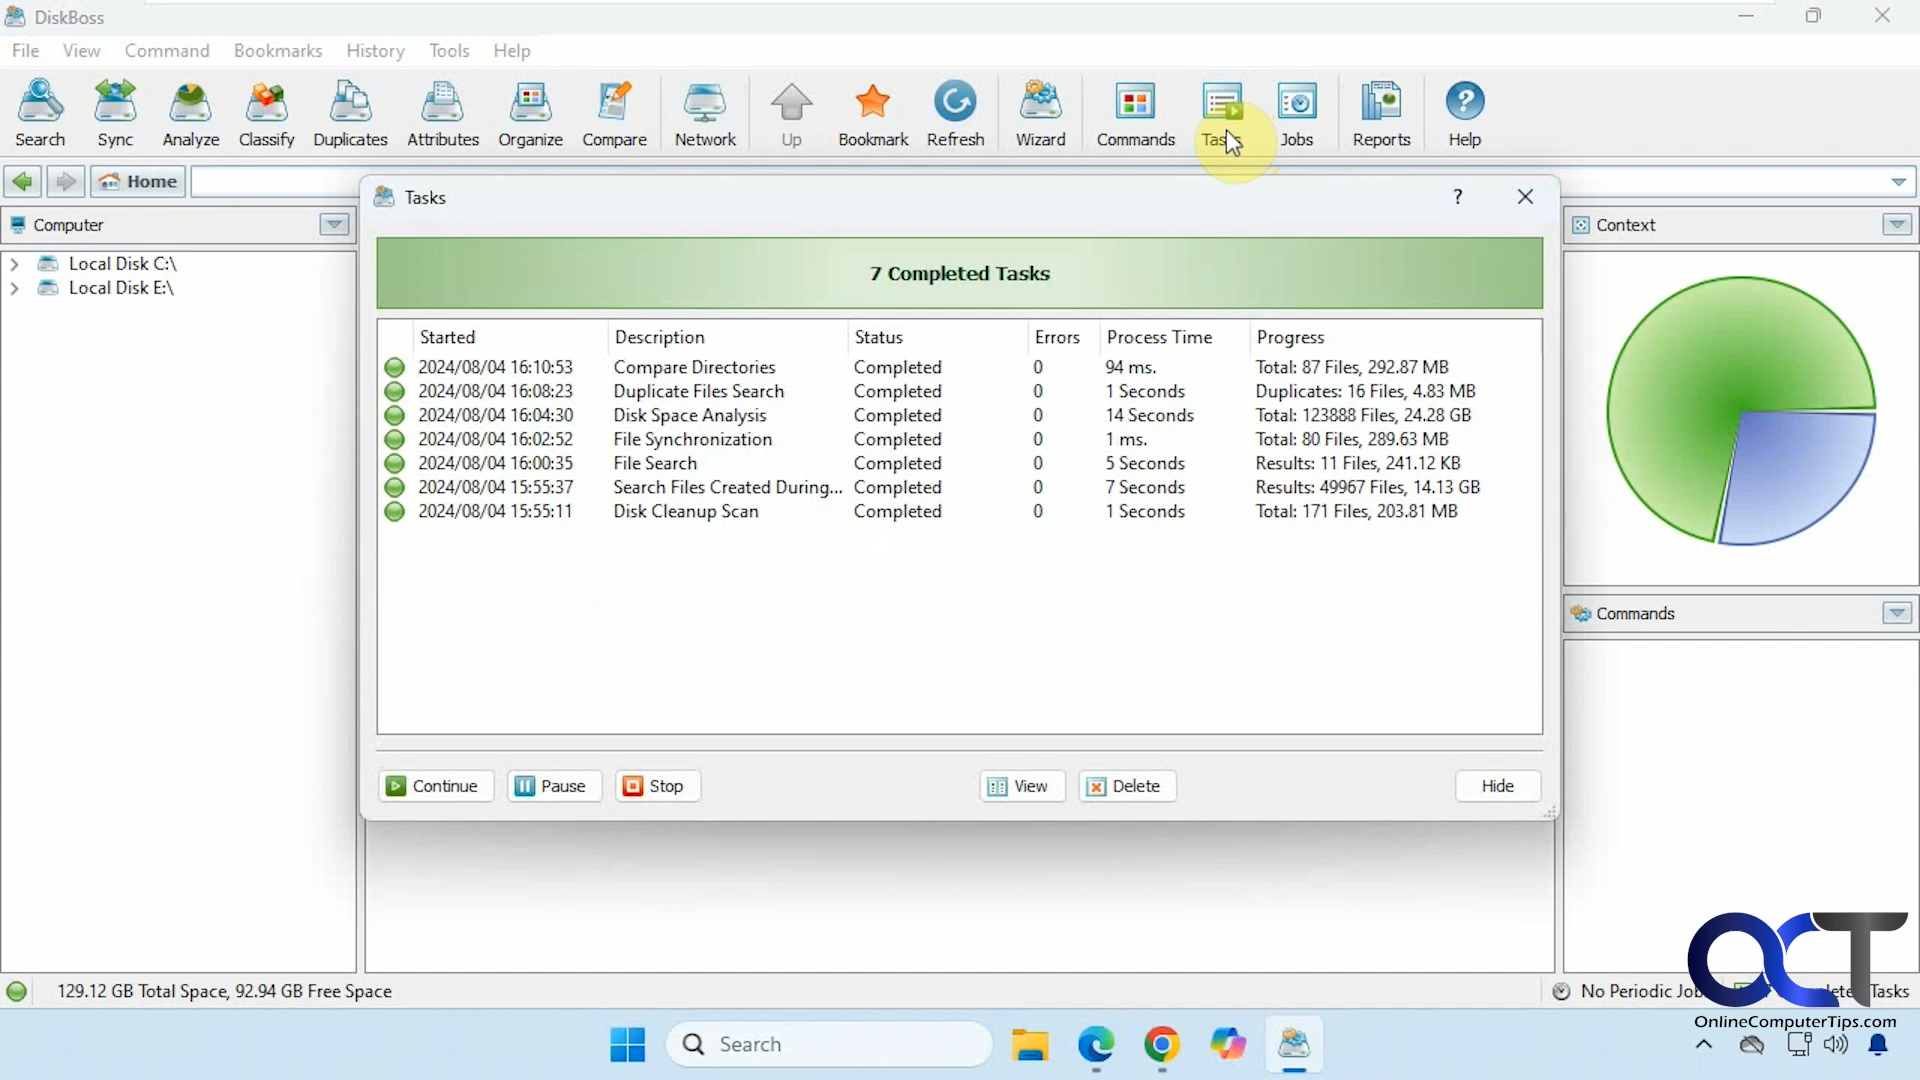 DiskBoss
File View Command Bookmarks History Tools Help
Search Sync Analyze Classify Duplicates Attributes Organize Compare Network Up Bookmark Refresh Wizard Commands Tasks Jobs Reports Help
Home
Computer
Local Disk C:\
Local Disk E:\
Tasks
7 Completed Tasks
Started Description Status Errors Process Time Progress
2024/08/04 16:10:53 Compare Directories Completed 0 94 ms. Total: 87 Files, 292.87 MB
2024/08/04 16:08:23 Duplicate Files Search Completed 0 1 Seconds Duplicates: 16 Files, 4.83 MB
2024/08/04 16:04:30 Disk Space Analysis Completed 0 14 Seconds Total: 123888 Files, 24.28 GB
2024/08/04 16:02:52 File Synchronization Completed 0 1 ms. Total: 80 Files, 289.63 MB
2024/08/04 16:00:35 File Search Completed 0 5 Seconds Results: 11 Files, 241.12 KB
2024/08/04 15:55:37 Search Files Created During... Completed 0 7 Seconds Results: 49967 Files, 14.13 GB
2024/08/04 15:55:11 Disk Cleanup Scan Completed 0 1 Seconds Total: 171 Files, 203.81 MB
Continue Pause Stop View Delete Hide
Context
Commands
129.12 GB Total Space, 92.94 GB Free Space
No Periodic Tasks
OCT
OnlineComputerTips.com
Search